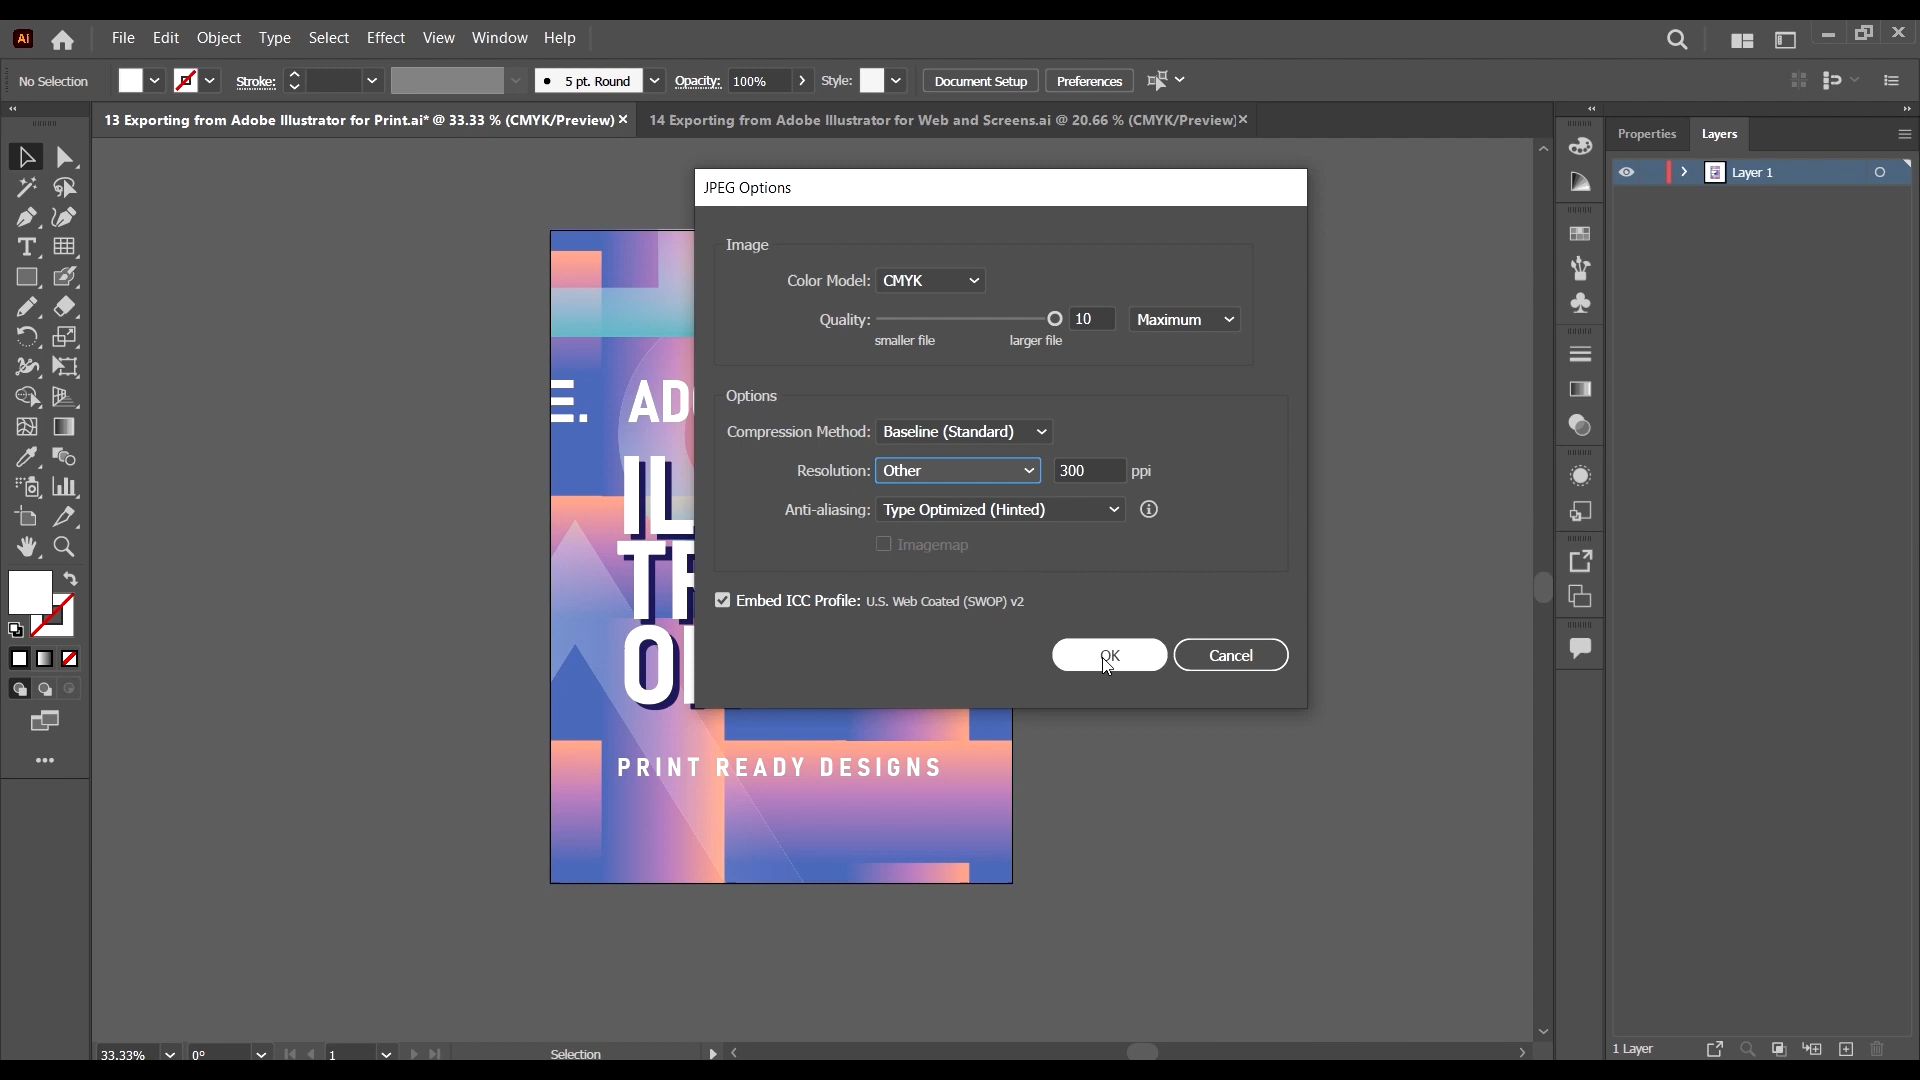 Ai File Edit Object Type Select Effect View Window Help
No Selection Stroke: 5 pt. Round Opacity: 100% Style: Document Setup Preferences
13 Exporting from Adobe Illustrator for Print.ai* @ 33.33 % (CMYK/Preview) 14 Exporting from Adobe Illustrator for Web and Screens.ai @ 20.66 % (CMYK/Preview)
Properties Layers
Layer 1
JPEG Options
Image
Color Model: CMYK
Quality: 10 Maximum
smaller file larger file
Options
Compression Method: Baseline (Standard)
Resolution: Other 300 ppi
Anti-aliasing: Type Optimized (Hinted)
Imagemap
Embed ICC Profile: U.S. Web Coated (SWOP) v2
OK Cancel
E. AD
IL
TR
O
PRINT READY DESIGNS
33.33% 0° 1 Selection
1 Layer